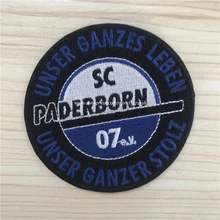 UNSER GANZES LEBEN
SC
PADERBORN
07 e.V.
UNSER GANZER STOLZ